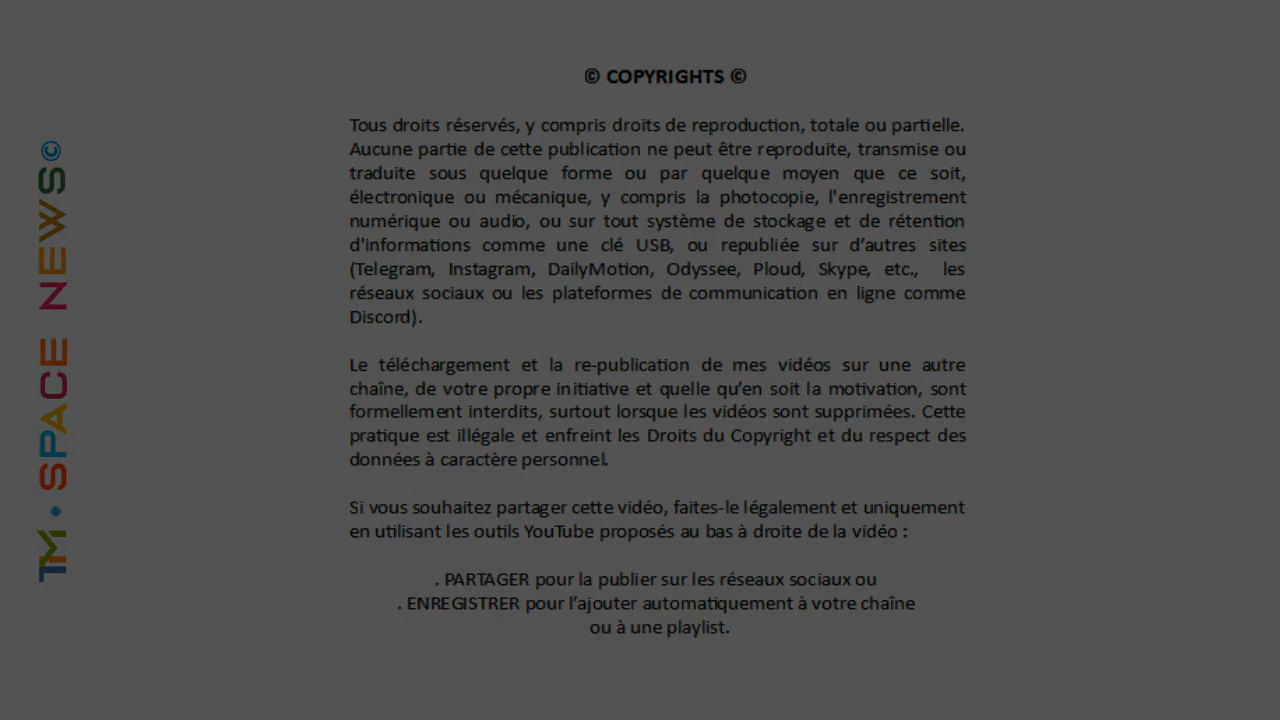 © COPYRIGHTS ©
Tous droits réservés, y compris droits de reproduction, totale ou partielle.
Aucune partie de cette publication ne peut être reproduite, transmise ou
traduite sous quelque forme ou par quelque moyen que ce soit,
électronique ou mécanique, y compris la photocopie, l'enregistrement
numérique ou audio, ou sur tout système de stockage et de rétention
d'informations comme une clé USB, ou republiée sur d’autres sites
(Telegram, Instagram, DailyMotion, Odyssee, Ploud, Skype, etc., les
réseaux sociaux ou les plateformes de communication en ligne comme
Discord).
Le téléchargement et la re-publication de mes vidéos sur une autre
chaîne, de votre propre initiative et quelle qu’en soit la motivation, sont
formellement interdits, surtout lorsque les vidéos sont supprimées. Cette
pratique est illégale et enfreint les Droits du Copyright et du respect des
données à caractère personnel.
Si vous souhaitez partager cette vidéo, faites-le légalement et uniquement
en utilisant les outils YouTube proposés au bas à droite de la vidéo :
. PARTAGER pour la publier sur les réseaux sociaux ou
. ENREGISTRER pour l’ajouter automatiquement à votre chaîne
ou à une playlist.
TM • SPACE NEWS©